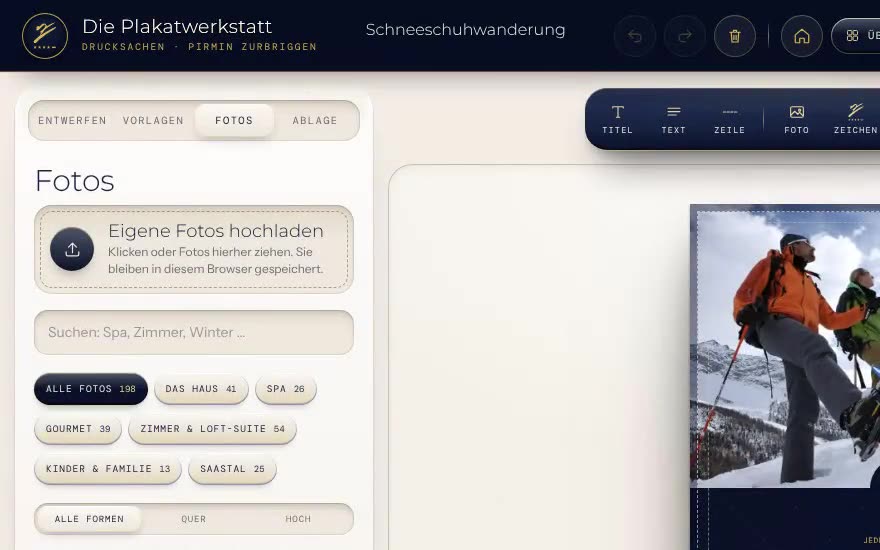 Die Plakatwerkstatt
DRUCKSACHEN · PIRMIN ZURBRIGGEN
Schneeschuhwanderung
ENTWERFEN
VORLAGEN
FOTOS
ABLAGE
TITEL
TEXT
ZEILE
FOTO
ZEICHEN
Fotos
Eigene Fotos hochladen
Klicken oder Fotos hierher ziehen. Sie
bleiben in diesem Browser gespeichert.
Suchen: Spa, Zimmer, Winter ...
ALLE FOTOS 198
DAS HAUS 41
SPA 26
GOURMET 39
ZIMMER & LOFT-SUITE 54
KINDER & FAMILIE 13
SAASTAL 25
ALLE FORMEN
QUER
HOCH